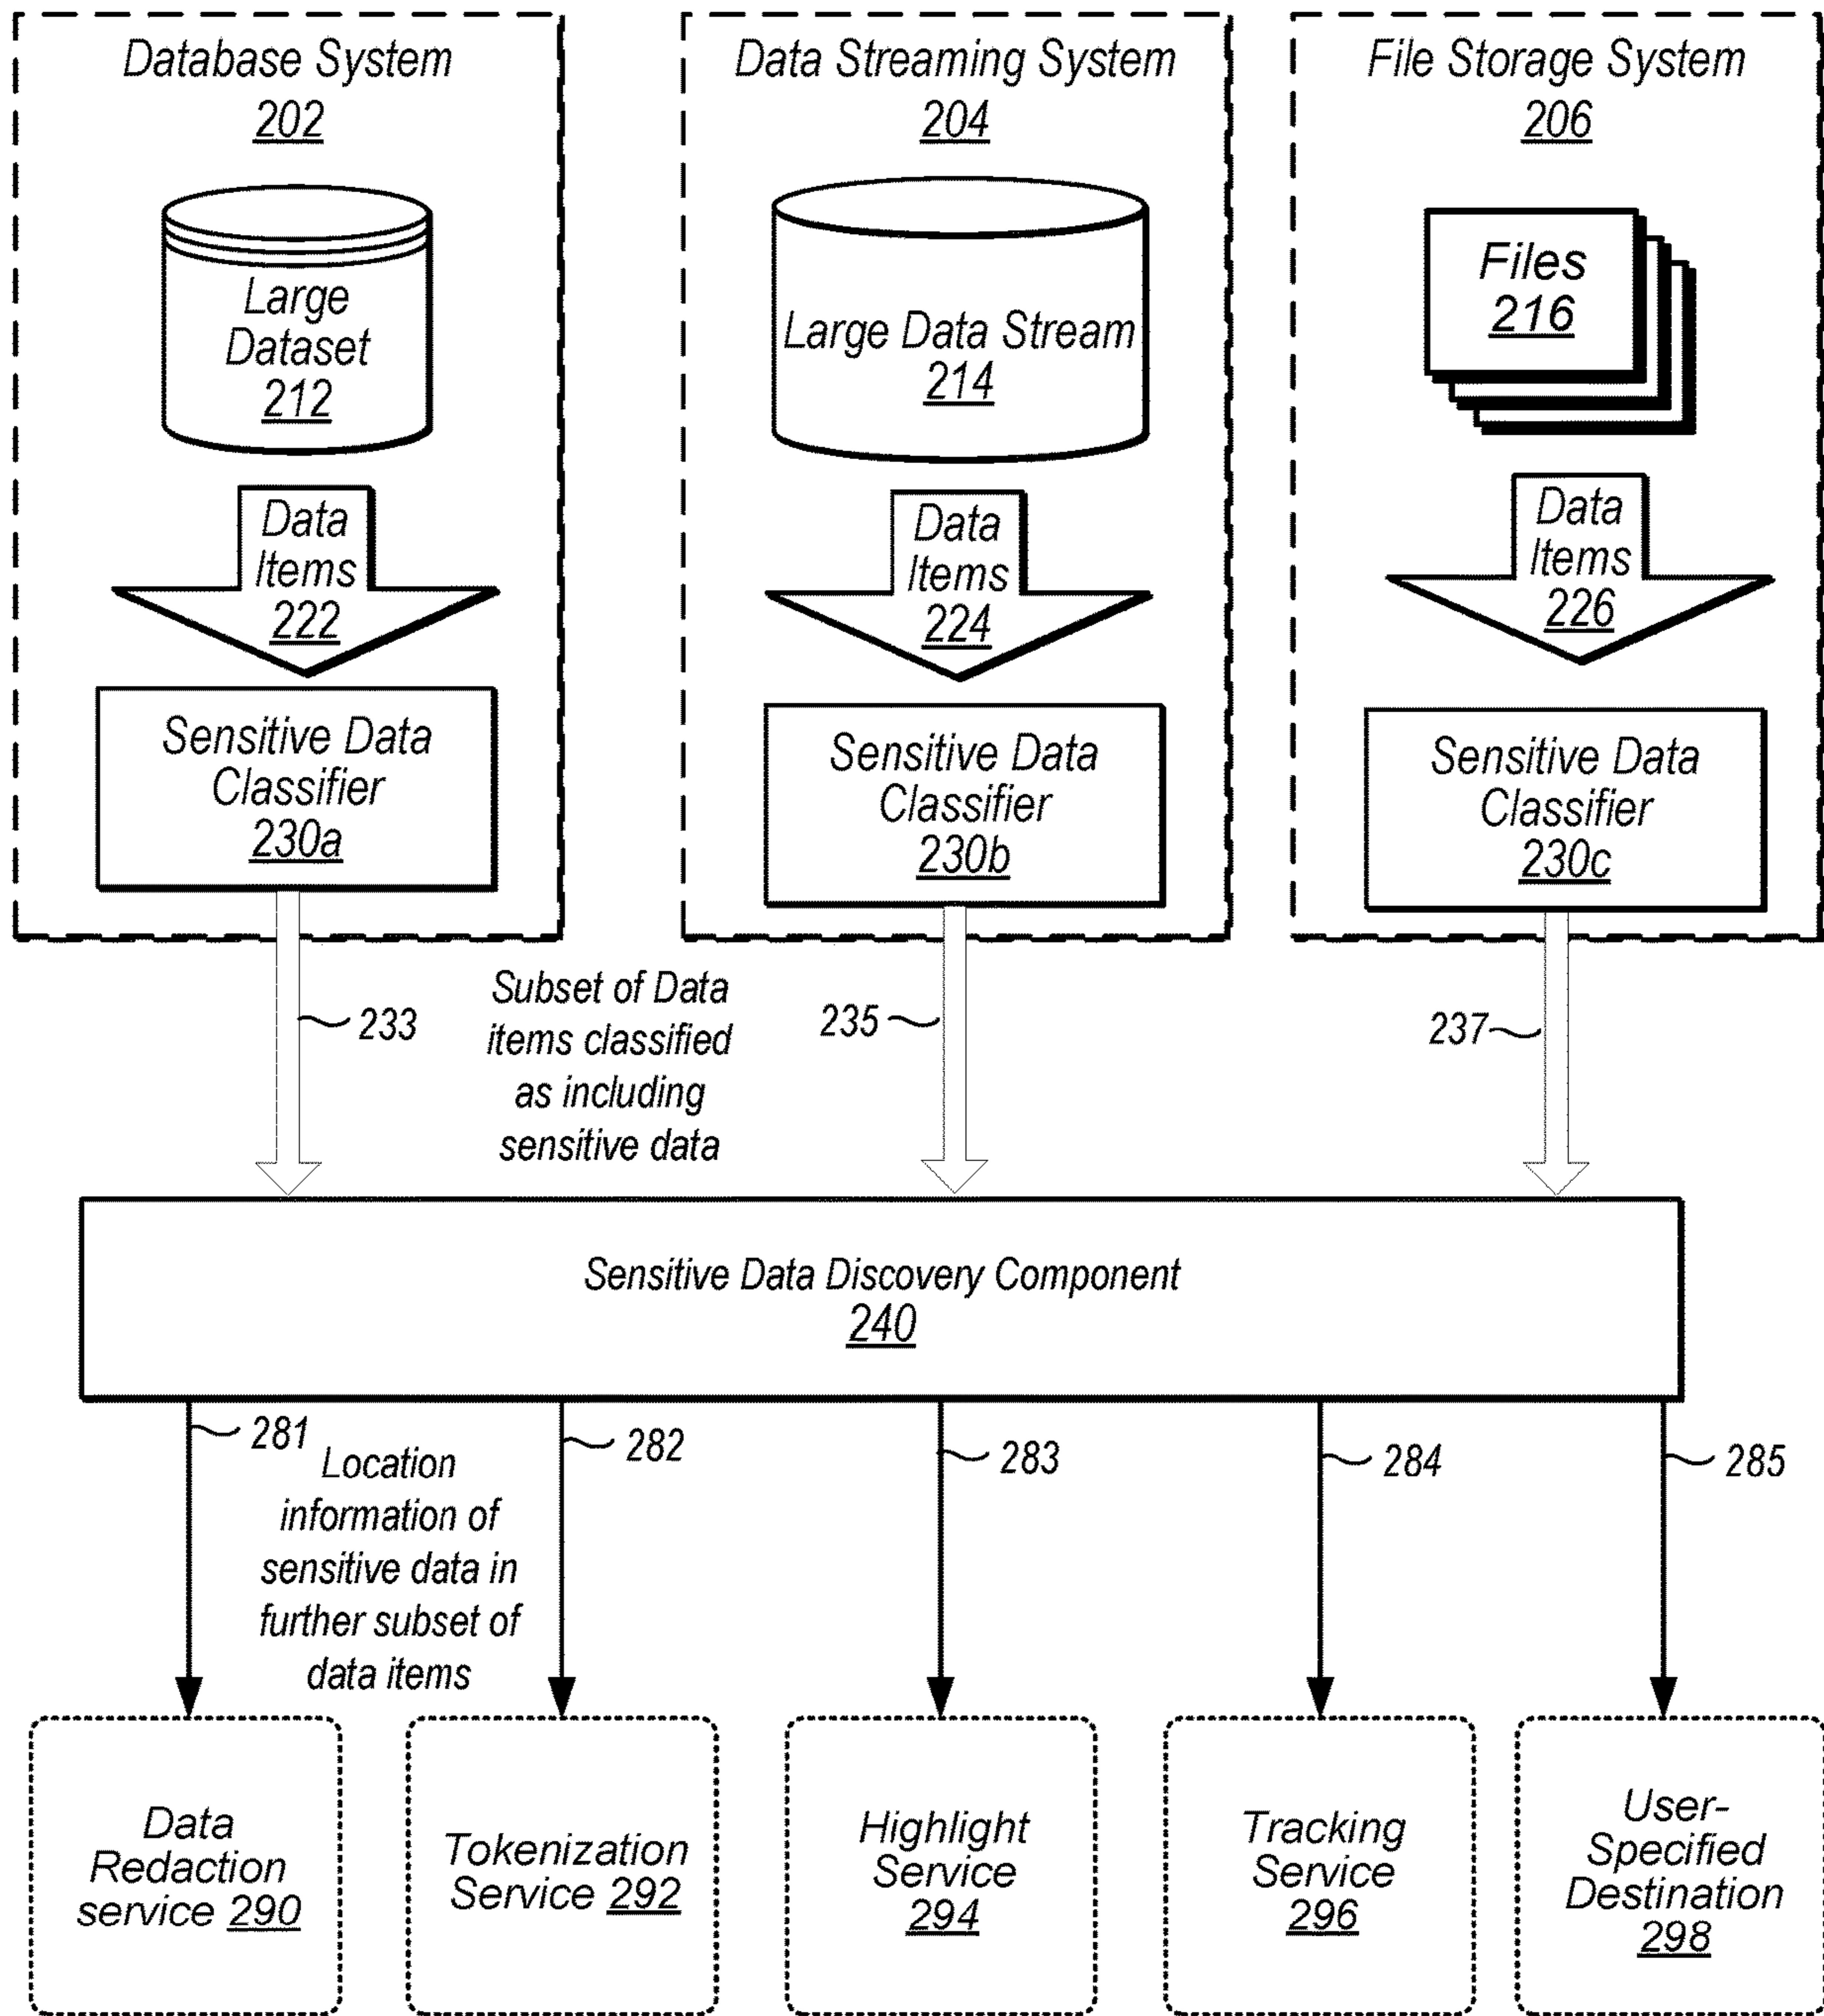 Database System
202
Large
Dataset
212
Data
Items
222
Sensitive Data
Classifier
230a
Data Streaming System
204
Large Data Stream
214
Data
Items
224
Sensitive Data
Classifier
230b
File Storage System
206
Files
216
Data
Items
226
Sensitive Data
Classifier
230c
233
Subset of Data
items classified
as including
sensitive data
235
237
Sensitive Data Discovery Component
240
281
Location
information of
sensitive data in
further subset of
data items
282
283
284
285
Data
Redaction
service 290
Tokenization
Service 292
Highlight
Service
294
Tracking
Service
296
User-
Specified
Destination
298